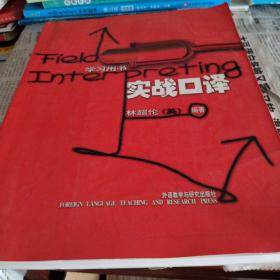 Field
Interpreting
学习用书
实战口译
林超伦（英） 编著
外语教学与研究出版社
FOREIGN LANGUAGE TEACHING AND RESEARCH PRESS